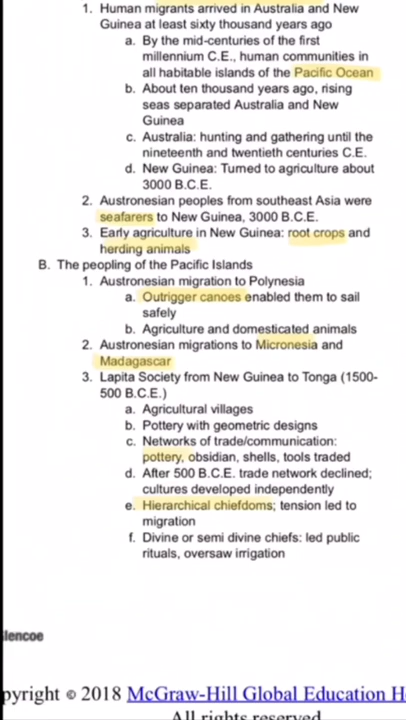 1. Human migrants arrived in Australia and New
Guinea at least sixty thousand years ago
a. By the mid-centuries of the first
millennium C.E., human communities in
all habitable islands of the Pacific Ocean
b. About ten thousand years ago, rising
seas separated Australia and New
Guinea
c. Australia: hunting and gathering until the
nineteenth and twentieth centuries C.E.
d. New Guinea: Turned to agriculture about
3000 B.C.E.
2. Austronesian peoples from southeast Asia were
seafarers to New Guinea, 3000 B.C.E.
3. Early agriculture in New Guinea: root crops and
herding animals
B. The peopling of the Pacific Islands
1. Austronesian migration to Polynesia
a. Outrigger canoes enabled them to sail
safely
b. Agriculture and domesticated animals
2. Austronesian migrations to Micronesia and
Madagascar
3. Lapita Society from New Guinea to Tonga (1500-
500 B.C.E.)
a. Agricultural villages
b. Pottery with geometric designs
c. Networks of trade/communication:
pottery, obsidian, shells, tools traded
d. After 500 B.C.E. trade network declined;
cultures developed independently
e. Hierarchical chiefdoms; tension led to
migration
f. Divine or semi divine chiefs: led public
rituals, oversaw irrigation
lencoe
pyright © 2018 McGraw-Hill Global Education H
All rights reserved